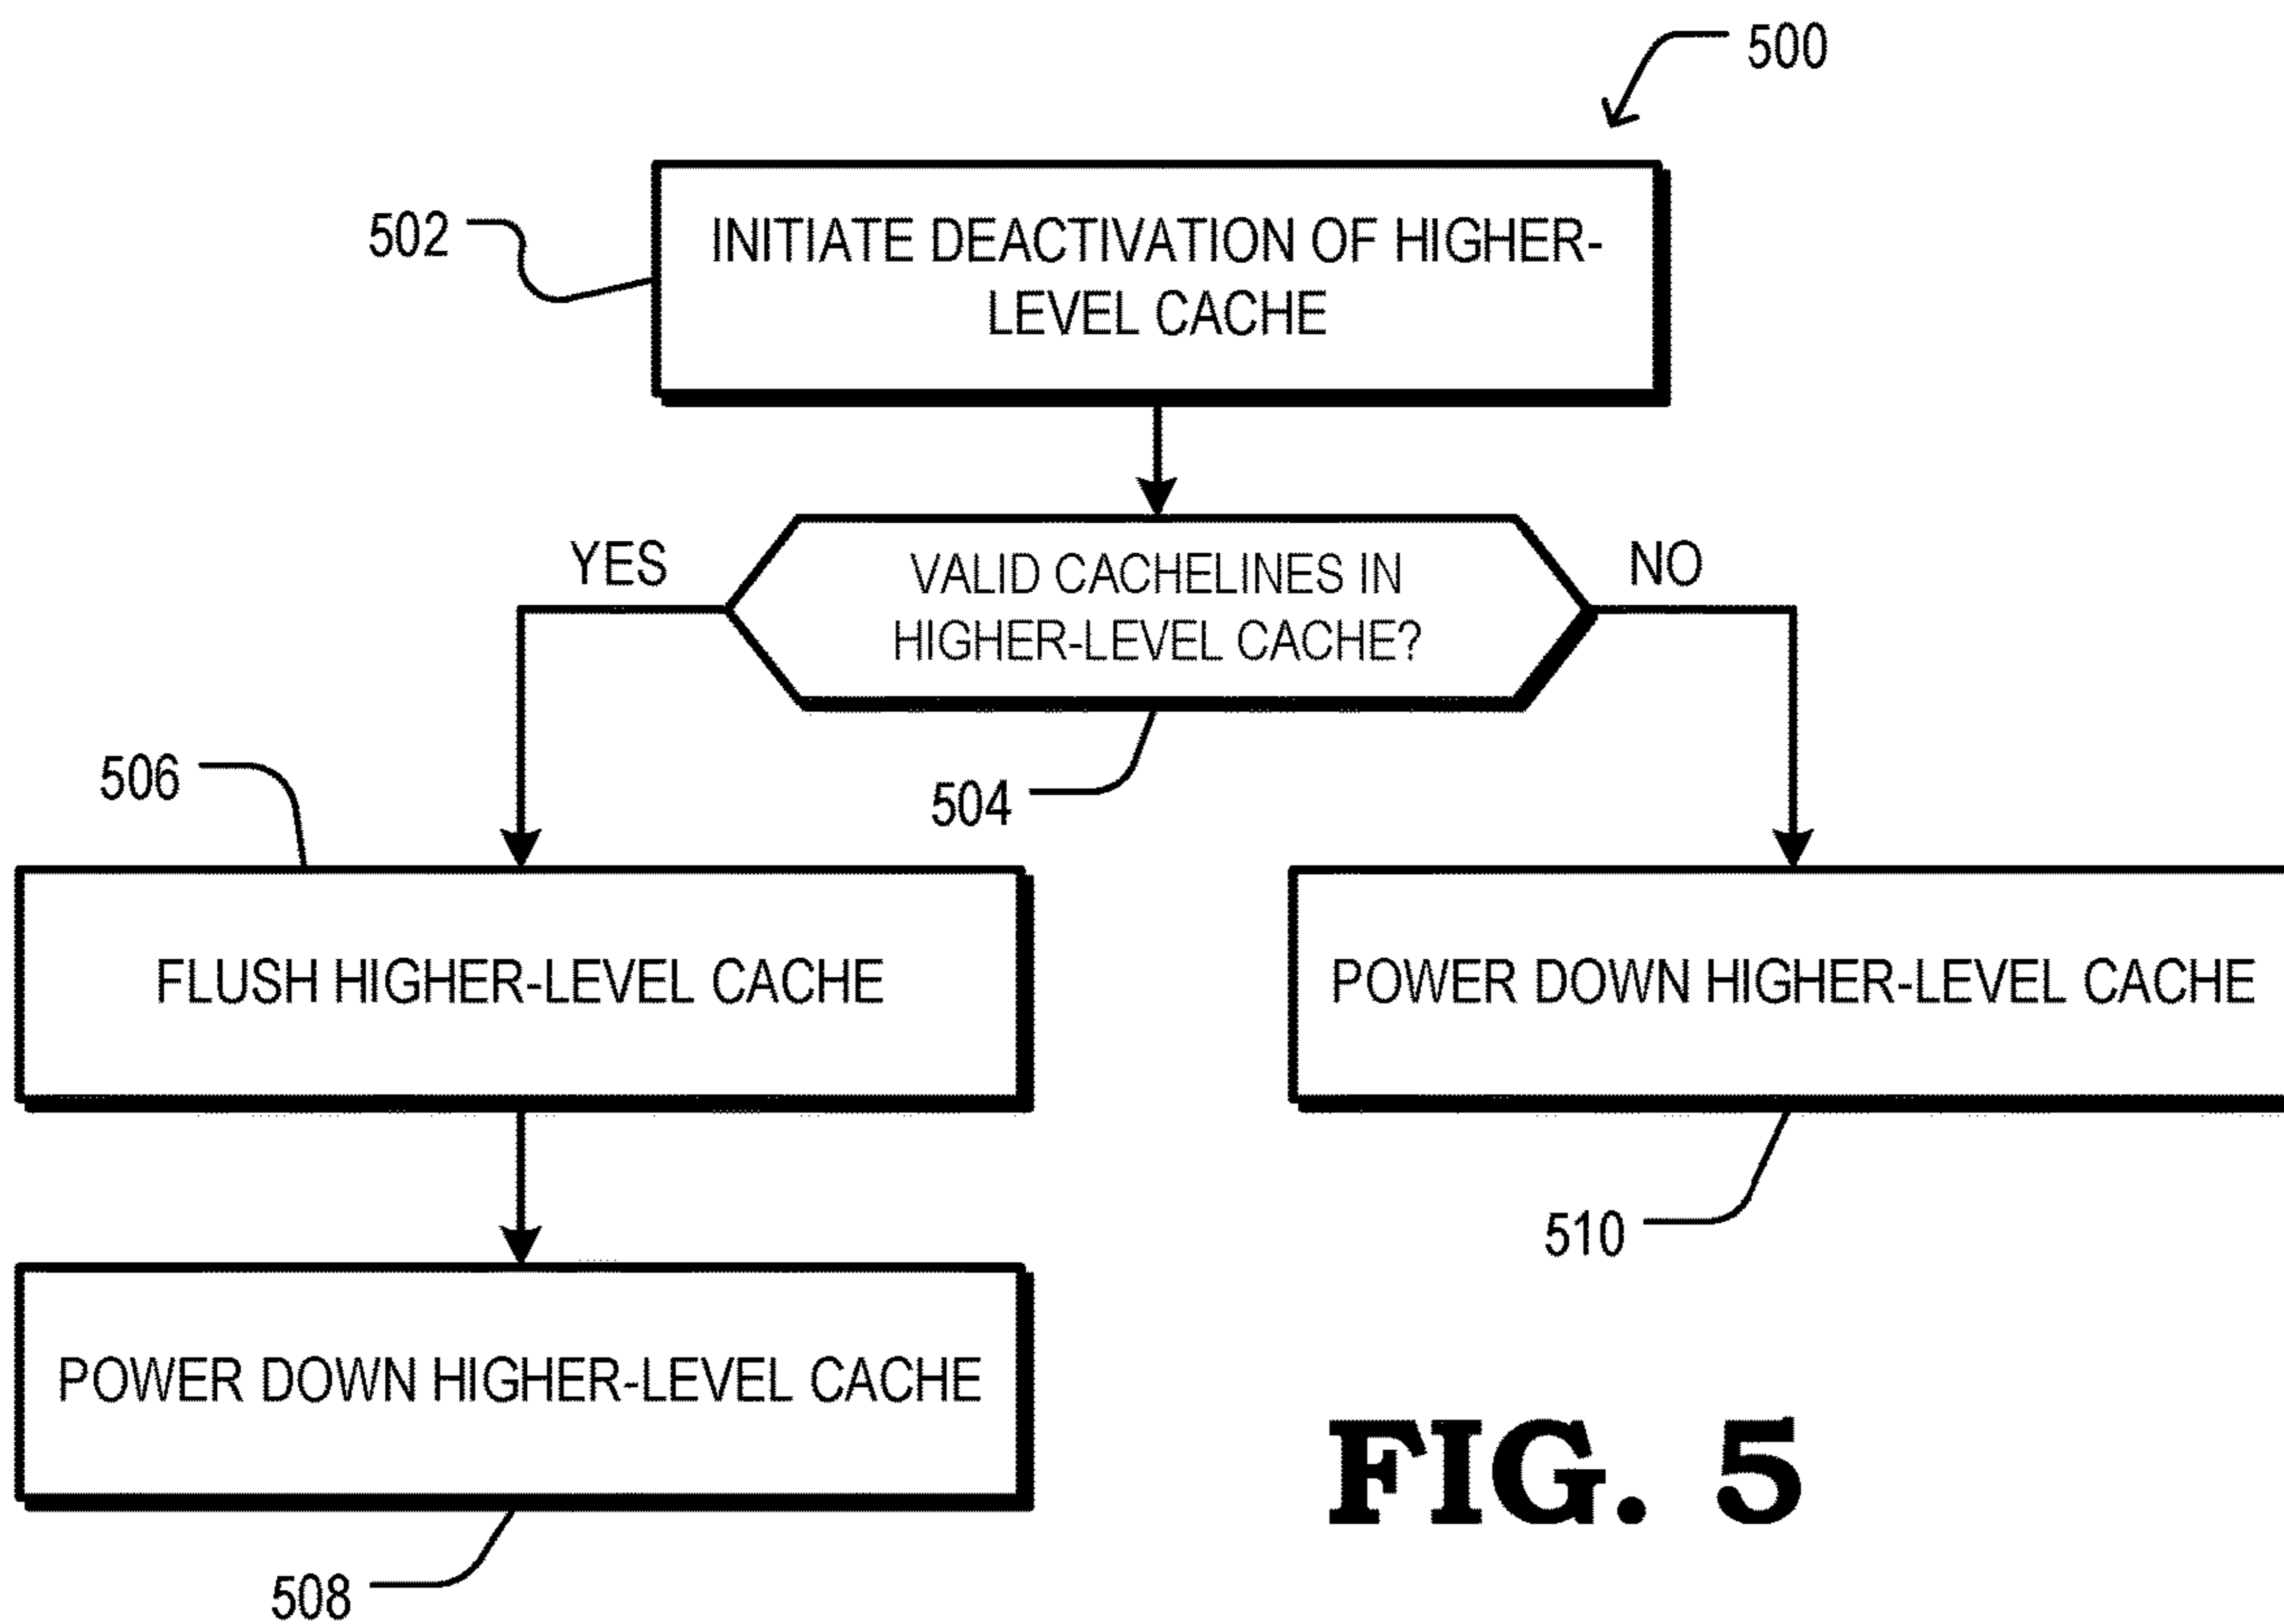 500
502
INITIATE DEACTIVATION OF HIGHER-
LEVEL CACHE
YES
VALID CACHELINES IN
HIGHER-LEVEL CACHE?
NO
506
504
FLUSH HIGHER-LEVEL CACHE
POWER DOWN HIGHER-LEVEL CACHE
510
POWER DOWN HIGHER-LEVEL CACHE
508
FIG. 5